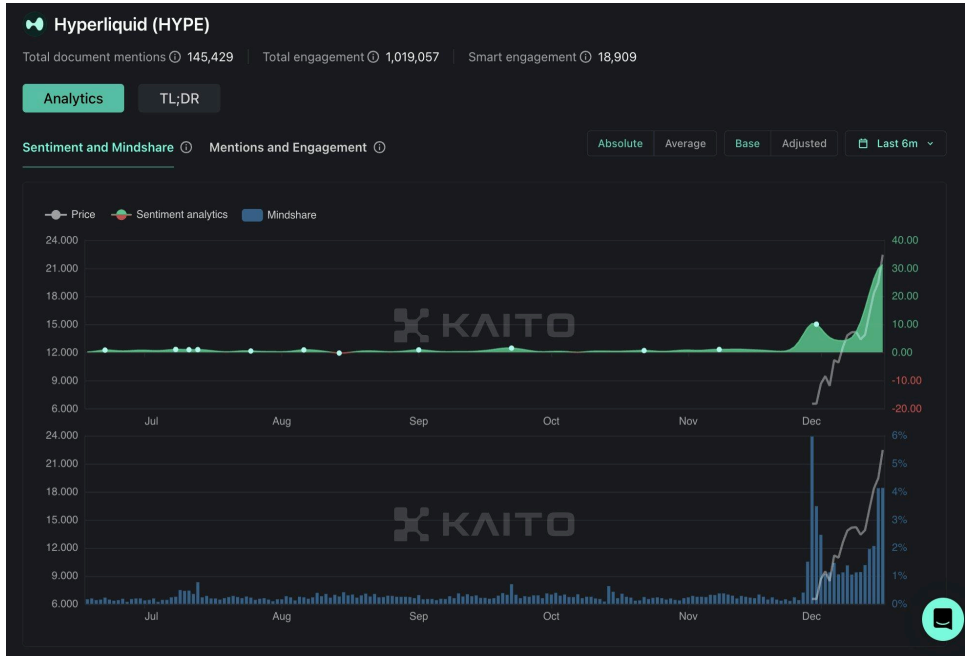 Hyperliquid (HYPE)
Total document mentions 145,429 Total engagement 1,019,057 Smart engagement 18,909
Analytics TL;DR
Sentiment and Mindshare Mentions and Engagement Absolute Average Base Adjusted Last 6m
Price Sentiment analytics Mindshare
24.000 40.00
21.000 30.00
18.000 20.00
15.000 10.00
KAITO
12.000 0.00
9.000 -10.00
6.000 -20.00
Jul Aug Sep Oct Nov Dec
24.000 6%
21.000 5%
18.000 4%
15.000 3%
KAITO
12.000 2%
9.000 1%
6.000 0%
Jul Aug Sep Oct Nov Dec